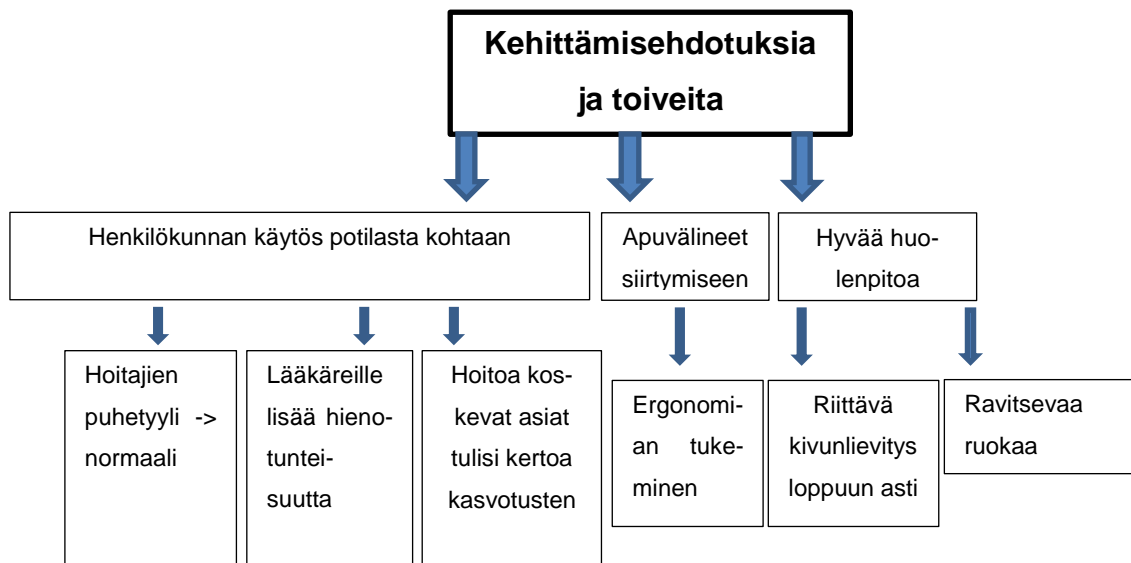 Kehittämisehdotuksia
ja toiveita
Henkilökunnan käytös potilasta kohtaan
Apuvälineet
siirtymiseen
Hyvää huo-
lenpitoa
Hoitajien
puhetyyli ->
normaali
Lääkäreille
lisää hieno-
tuntei-
suutta
Hoitoa kos-
kevat asiat
tulisi kertoa
kasvotusten
Ergonomi-
an tuke-
minen
Riittävä
kivunlievitys
loppuun asti
Ravitsevaa
ruokaa